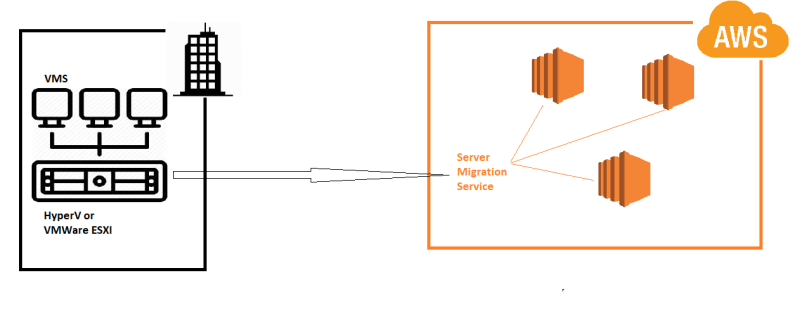 AWS
VMS
HyperV or
VMWare ESXI
Server
Migration
Service